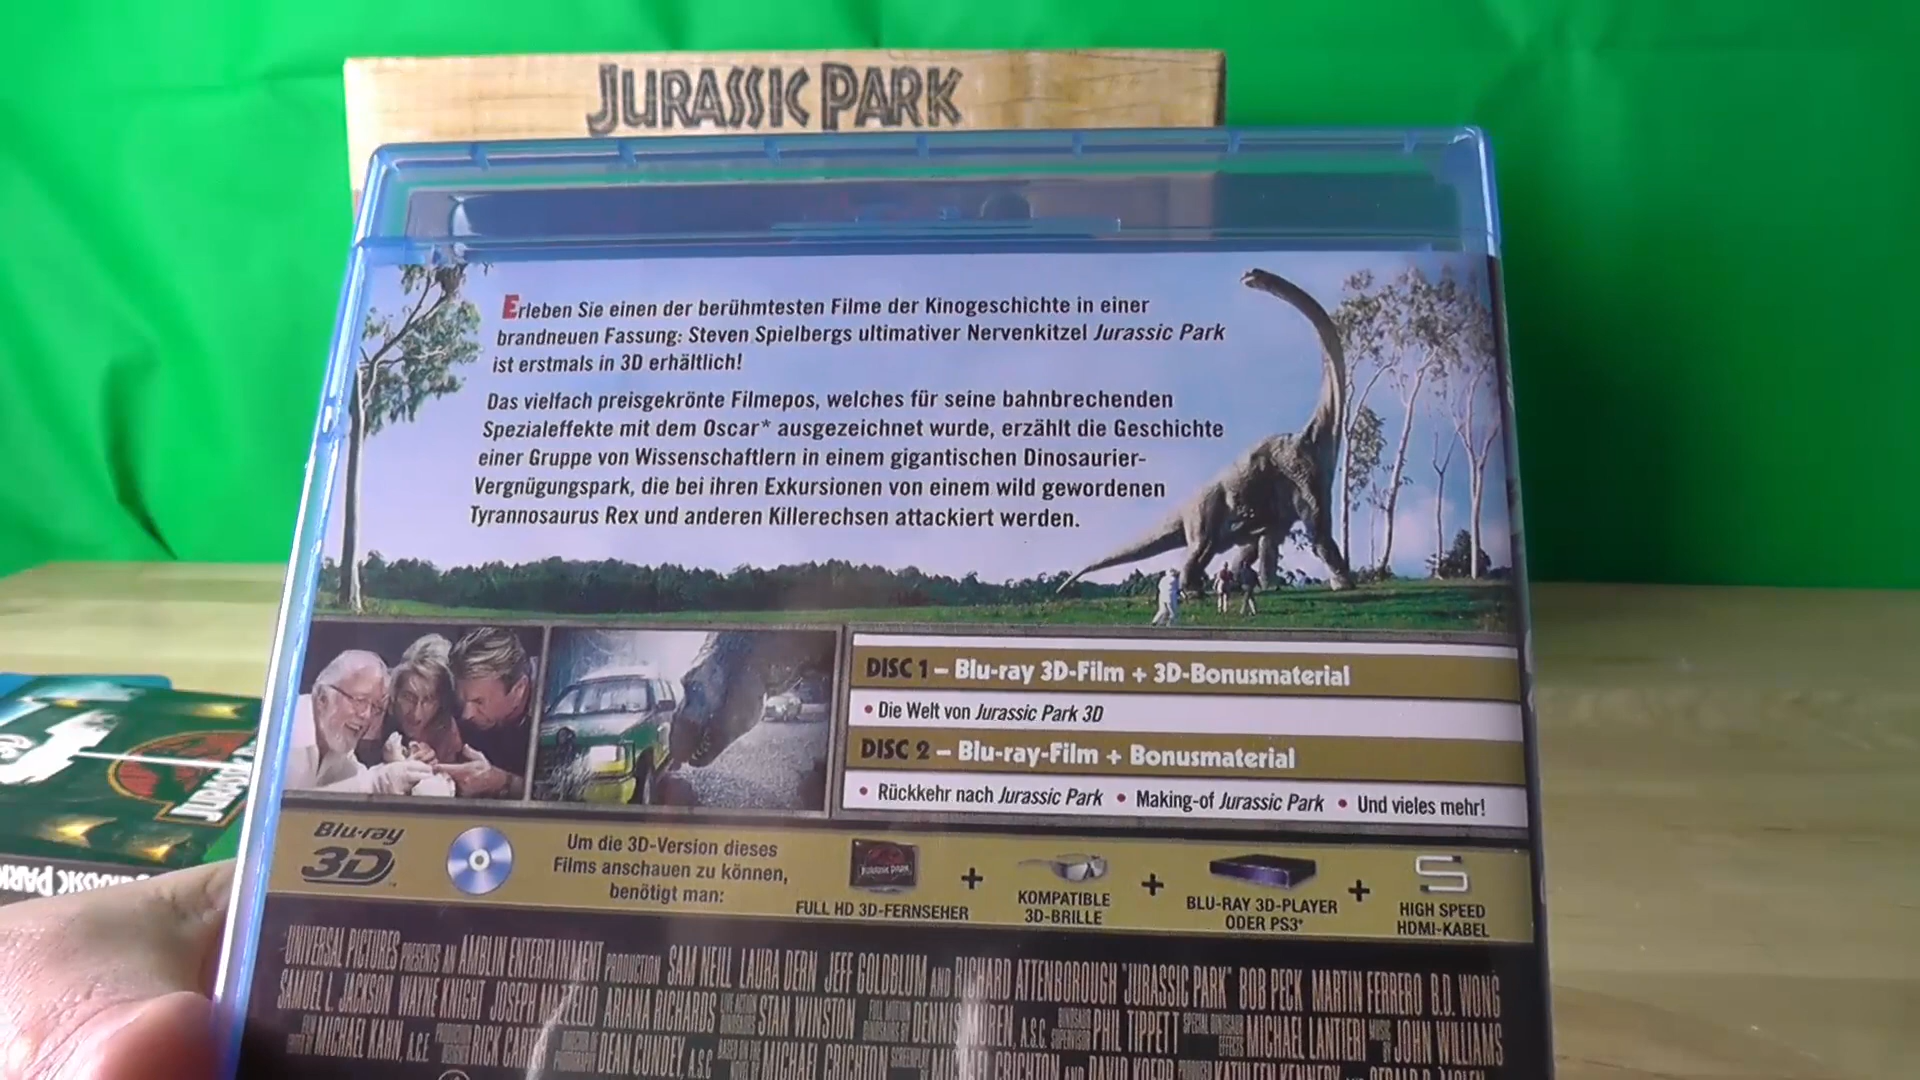 JURASSIC PARK
Erleben Sie einen der berühmtesten Filme der Kinogeschichte in einer
brandneuen Fassung: Steven Spielbergs ultimativer Nervenkitzel Jurassic Park
ist erstmals in 3D erhältlich!
Das vielfach preisgekrönte Filmepos, welches für seine bahnbrechenden
Spezialeffekte mit dem Oscar* ausgezeichnet wurde, erzählt die Geschichte
einer Gruppe von Wissenschaftlern in einem gigantischen Dinosaurier-
Vergnügungspark, die bei ihren Exkursionen von einem wild gewordenen
Tyrannosaurus Rex und anderen Killerechsen attackiert werden.
DISC 1 – Blu-ray 3D-Film + 3D-Bonusmaterial
• Die Welt von Jurassic Park 3D
DISC 2 – Blu-ray-Film + Bonusmaterial
• Rückkehr nach Jurassic Park • Making-of Jurassic Park • Und vieles mehr!
Blu-ray
3D
Um die 3D-Version dieses
Films anschauen zu können,
benötigt man:
JURASSIC PARK
FULL HD 3D-FERNSEHER
+
KOMPATIBLE
3D-BRILLE
+
BLU-RAY 3D-PLAYER
ODER PS3*
+
HIGH SPEED
HDMI-KABEL
UNIVERSAL PICTURES PRESENTS AN AMBLIN ENTERTAINMENT PRODUCTION SAM NEILL LAURA DERN JEFF GOLDBLUM AND RICHARD ATTENBOROUGH "JURASSIC PARK" BOB PECK MARTIN FERRERO B.D. WONG
SAMUEL L. JACKSON WAYNE KNIGHT JOSEPH MAZZELLO ARIANA RICHARDS STAN WINSTON PHIL TIPPETT MICHAEL LANTIERI JOHN WILLIAMS
MICHAEL KAHN, A.C.E. DEAN CUNDEY, A.S.C. MICHAEL CRICHTON CRICHTON AND DAVID KOEPP
JURASSIC
JURASSIC PARK